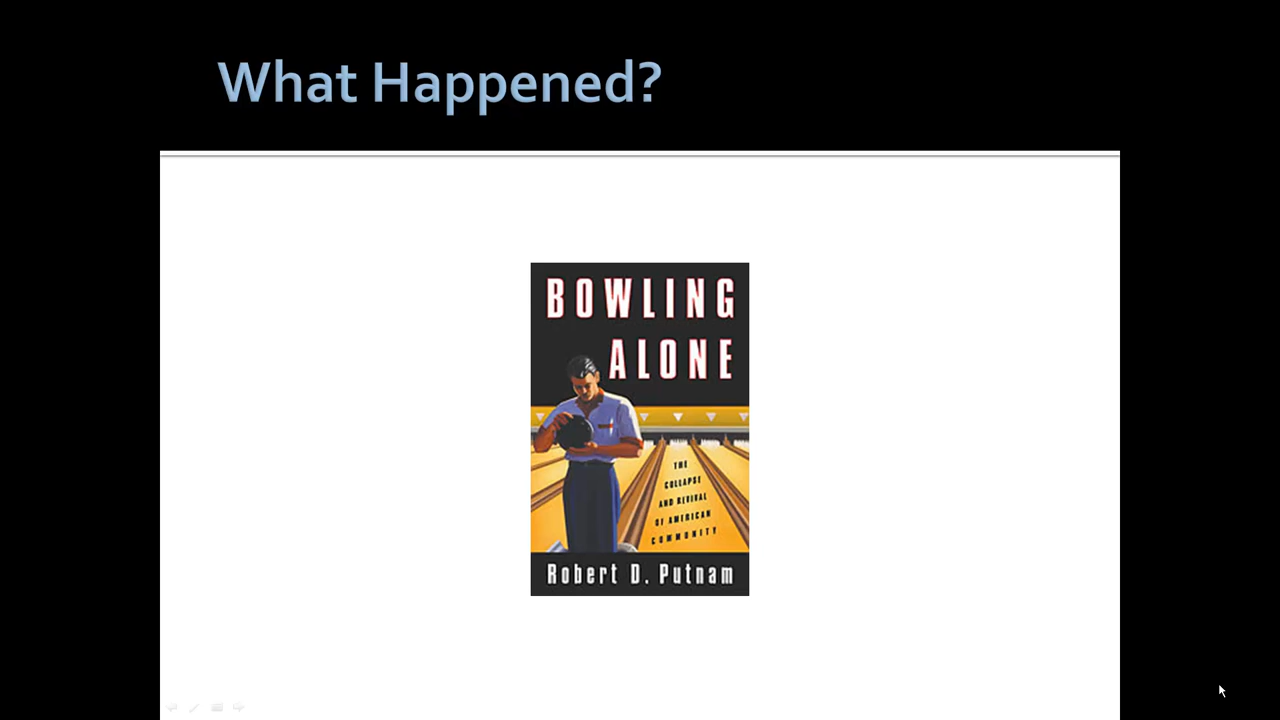 What Happened?
BOWLING
ALONE
THE
COLLAPSE
AND REVIVAL
OF AMERICAN
COMMUNITY
Robert D. Putnam